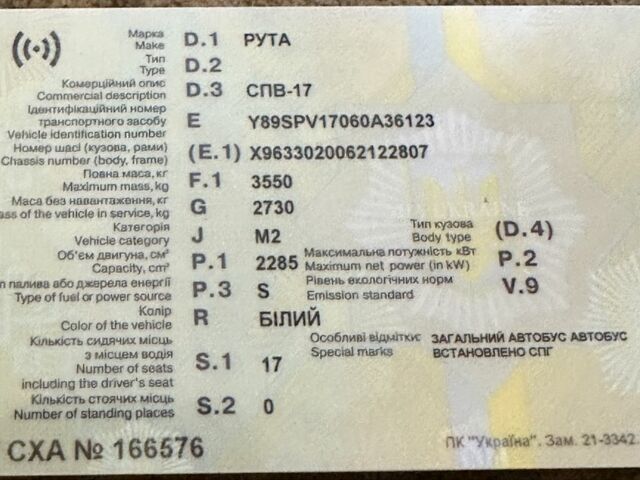 Марка
Make D.1 РУТА
Тип
Type D.2
Комерційний опис
Commercial description D.3 СПВ-17
Ідентифікаційний номер
транспортного засобу
Vehicle identification number E Y89SPV17060A36123
Номер шасі (кузова, рами)
Chassis number (body, frame) (E.1) X9633020062122807
Повна маса, кг
Maximum mass, kg F.1 3550
Маса без навантаження, кг
ass of the vehicle in service, kg G 2730
Категорія
Vehicle category J M2
Тип кузова
Body type (D.4)
Об'єм двигуна, см³
Capacity, cm³ P.1 2285
Максимальна потужність кВт
Maximum net power (in kW) P.2
п палива або джерела енергії
Type of fuel or power source P.3 S
Рівень екологічних норм
Emission standard V.9
Колір
Color of the vehicle R БІЛИЙ
Особливі відмітки: ЗАГАЛЬНИЙ АВТОБУС АВТОБУС
Special marks ВСТАНОВЛЕНО СПГ
Кількість сидячих місць
з місцем водія
Number of seats
including the driver's seat S.1 17
Кількість стоячих місць
Number of standing places S.2 0
СХА № 166576
ПК "Україна". Зам. 21-3342.